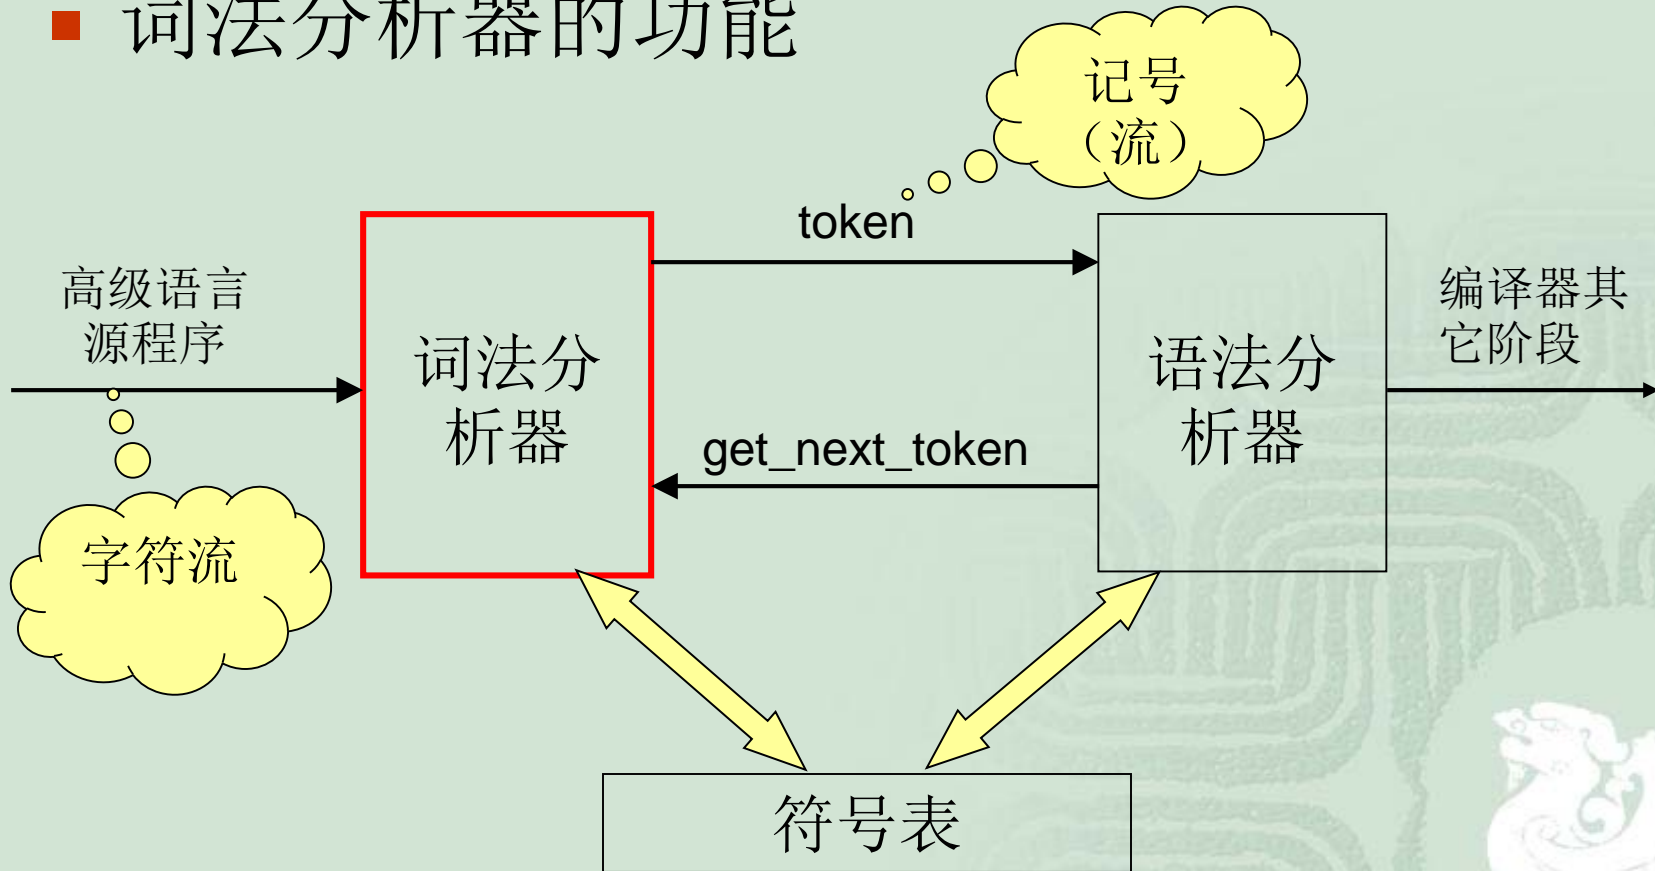 词法分析器的功能
记号
（流）
token
高级语言
源程序
词法分
析器
语法分
析器
编译器其
它阶段
get_next_token
字符流
符号表